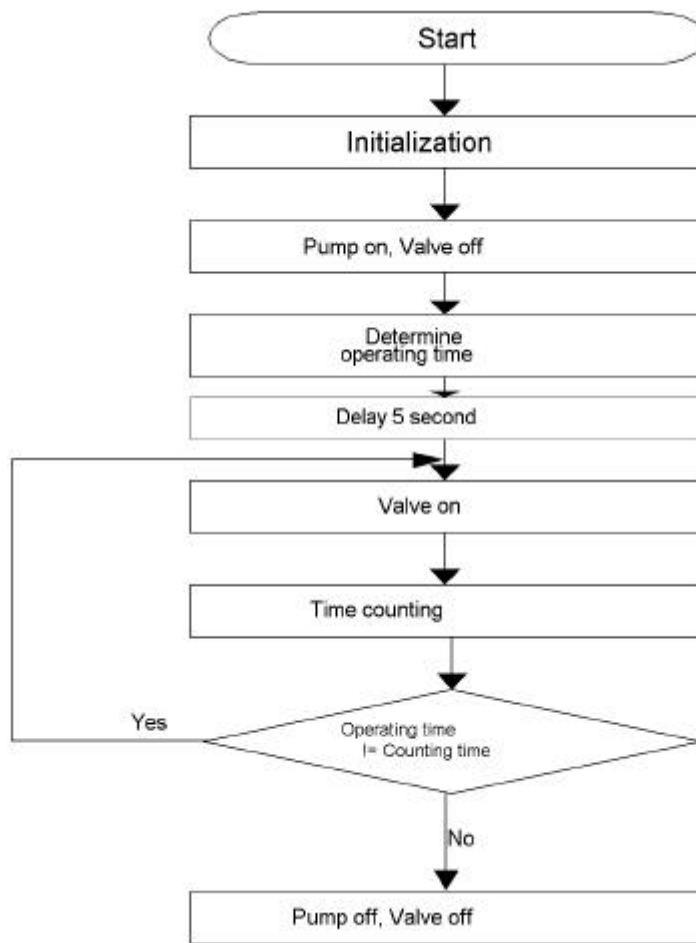 Start
Initialization
Pump on, Valve off
Determine
operating time
Delay 5 second
Valve on
Time counting
Yes
Operating time
!= Counting time
No
Pump off, Valve off